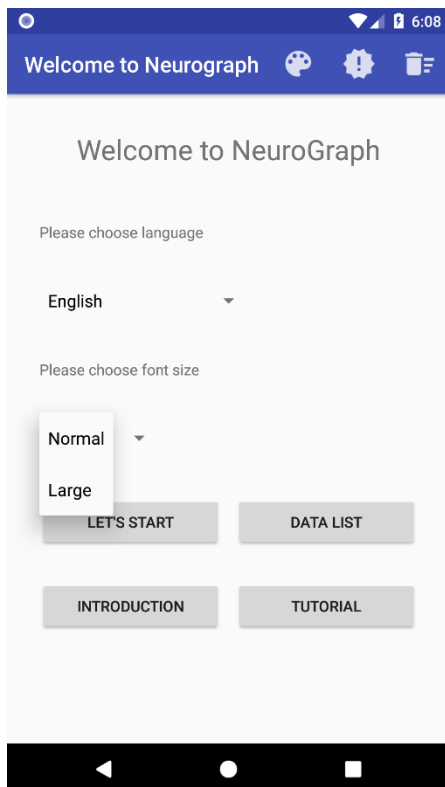 6:08
Welcome to Neurograph
Welcome to NeuroGraph
Please choose language
English
Please choose font size
Normal
Large
LET'S START
DATA LIST
INTRODUCTION
TUTORIAL